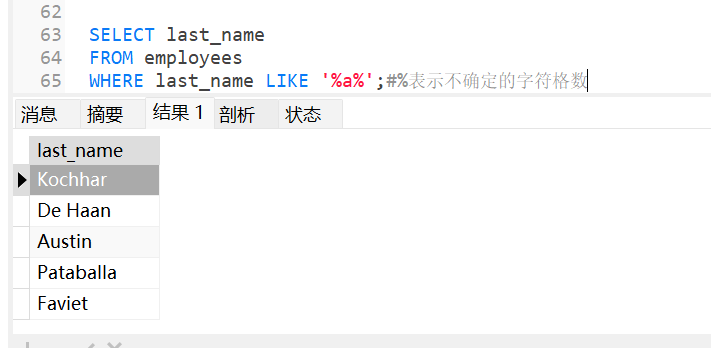 62
63 SELECT last_name
64 FROM employees
65 WHERE last_name LIKE '%a%';#%表示不确定的字符格数
消息 摘要 结果 1 剖析 状态
last_name
Kochhar
De Haan
Austin
Pataballa
Faviet